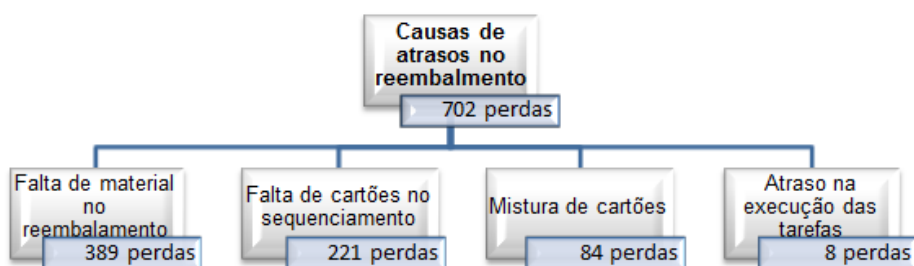 Causas de
atrasos no
reembalmento
702 perdas
Falta de material
no
reembalamento
389 perdas
Falta de cartões no
sequenciamento
221 perdas
Mistura de cartões
84 perdas
Atraso na
execução das
tarefas
8 perdas